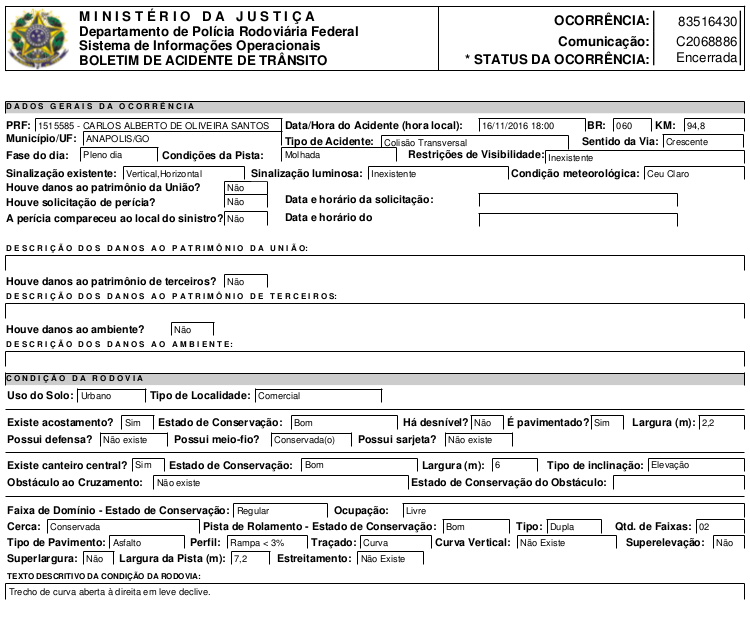 MINISTÉRIO DA JUSTIÇA
Departamento de Polícia Rodoviária Federal
Sistema de Informações Operacionais
BOLETIM DE ACIDENTE DE TRÂNSITO
OCORRÊNCIA: 83516430
Comunicação: C2068886
* STATUS DA OCORRÊNCIA: Encerrada
DADOS GERAIS DA OCORRÊNCIA
PRF: 1515585 - CARLOS ALBERTO DE OLIVEIRA SANTOS Data/Hora do Acidente (hora local): 16/11/2016 18:00 BR: 060 KM: 94,8
Município/UF: ANAPOLIS/GO Tipo de Acidente: Colisão Transversal Sentido da Via: Crescente
Fase do dia: Pleno dia Condições da Pista: Molhada Restrições de Visibilidade: Inexistente
Sinalização existente: Vertical,Horizontal Sinalização luminosa: Inexistente Condição meteorológica: Ceu Claro
Houve danos ao patrimônio da União? Não
Houve solicitação de perícia? Não Data e horário da solicitação:
A perícia compareceu ao local do sinistro? Não Data e horário do
DESCRIÇÃO DOS DANOS AO PATRIMÔNIO DA UNIÃO:
Houve danos ao patrimônio de terceiros? Não
DESCRIÇÃO DOS DANOS AO PATRIMÔNIO DE TERCEIROS:
Houve danos ao ambiente? Não
DESCRIÇÃO DOS DANOS AO AMBIENTE:
CONDIÇÃO DA RODOVIA
Uso do Solo: Urbano Tipo de Localidade: Comercial
Existe acostamento? Sim Estado de Conservação: Bom Há desnível? Não É pavimentado? Sim Largura (m): 2,2
Possui defensa? Não existe Possui meio-fio? Conservada(o) Possui sarjeta? Não existe
Existe canteiro central? Sim Estado de Conservação: Bom Largura (m): 6 Tipo de inclinação: Elevação
Obstáculo ao Cruzamento: Não existe Estado de Conservação do Obstáculo:
Faixa de Domínio - Estado de Conservação: Regular Ocupação: Livre
Cerca: Conservada Pista de Rolamento - Estado de Conservação: Bom Tipo: Dupla Qtd. de Faixas: 02
Tipo de Pavimento: Asfalto Perfil: Rampa < 3% Traçado: Curva Curva Vertical: Não Existe Superelevação: Não
Superlargura: Não Largura da Pista (m): 7,2 Estreitamento: Não Existe
TEXTO DESCRITIVO DA CONDIÇÃO DA RODOVIA:
Trecho de curva aberta à direita em leve declive.